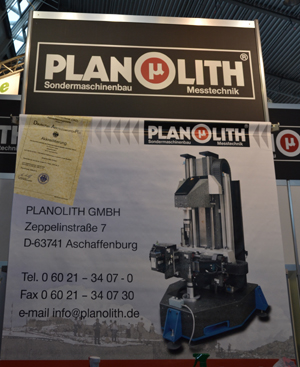 PLANOLITH®
Sondermaschinenbau Messtechnik
PLANOLITH
Sondermaschinenbau Messtechnik
PLANOLITH GMBH
Zeppelinstraße 7
D-63741 Aschaffenburg
Tel. 0 60 21 – 34 07 - 0
Fax 0 60 21 – 34 07 30
e-mail info@planolith.de